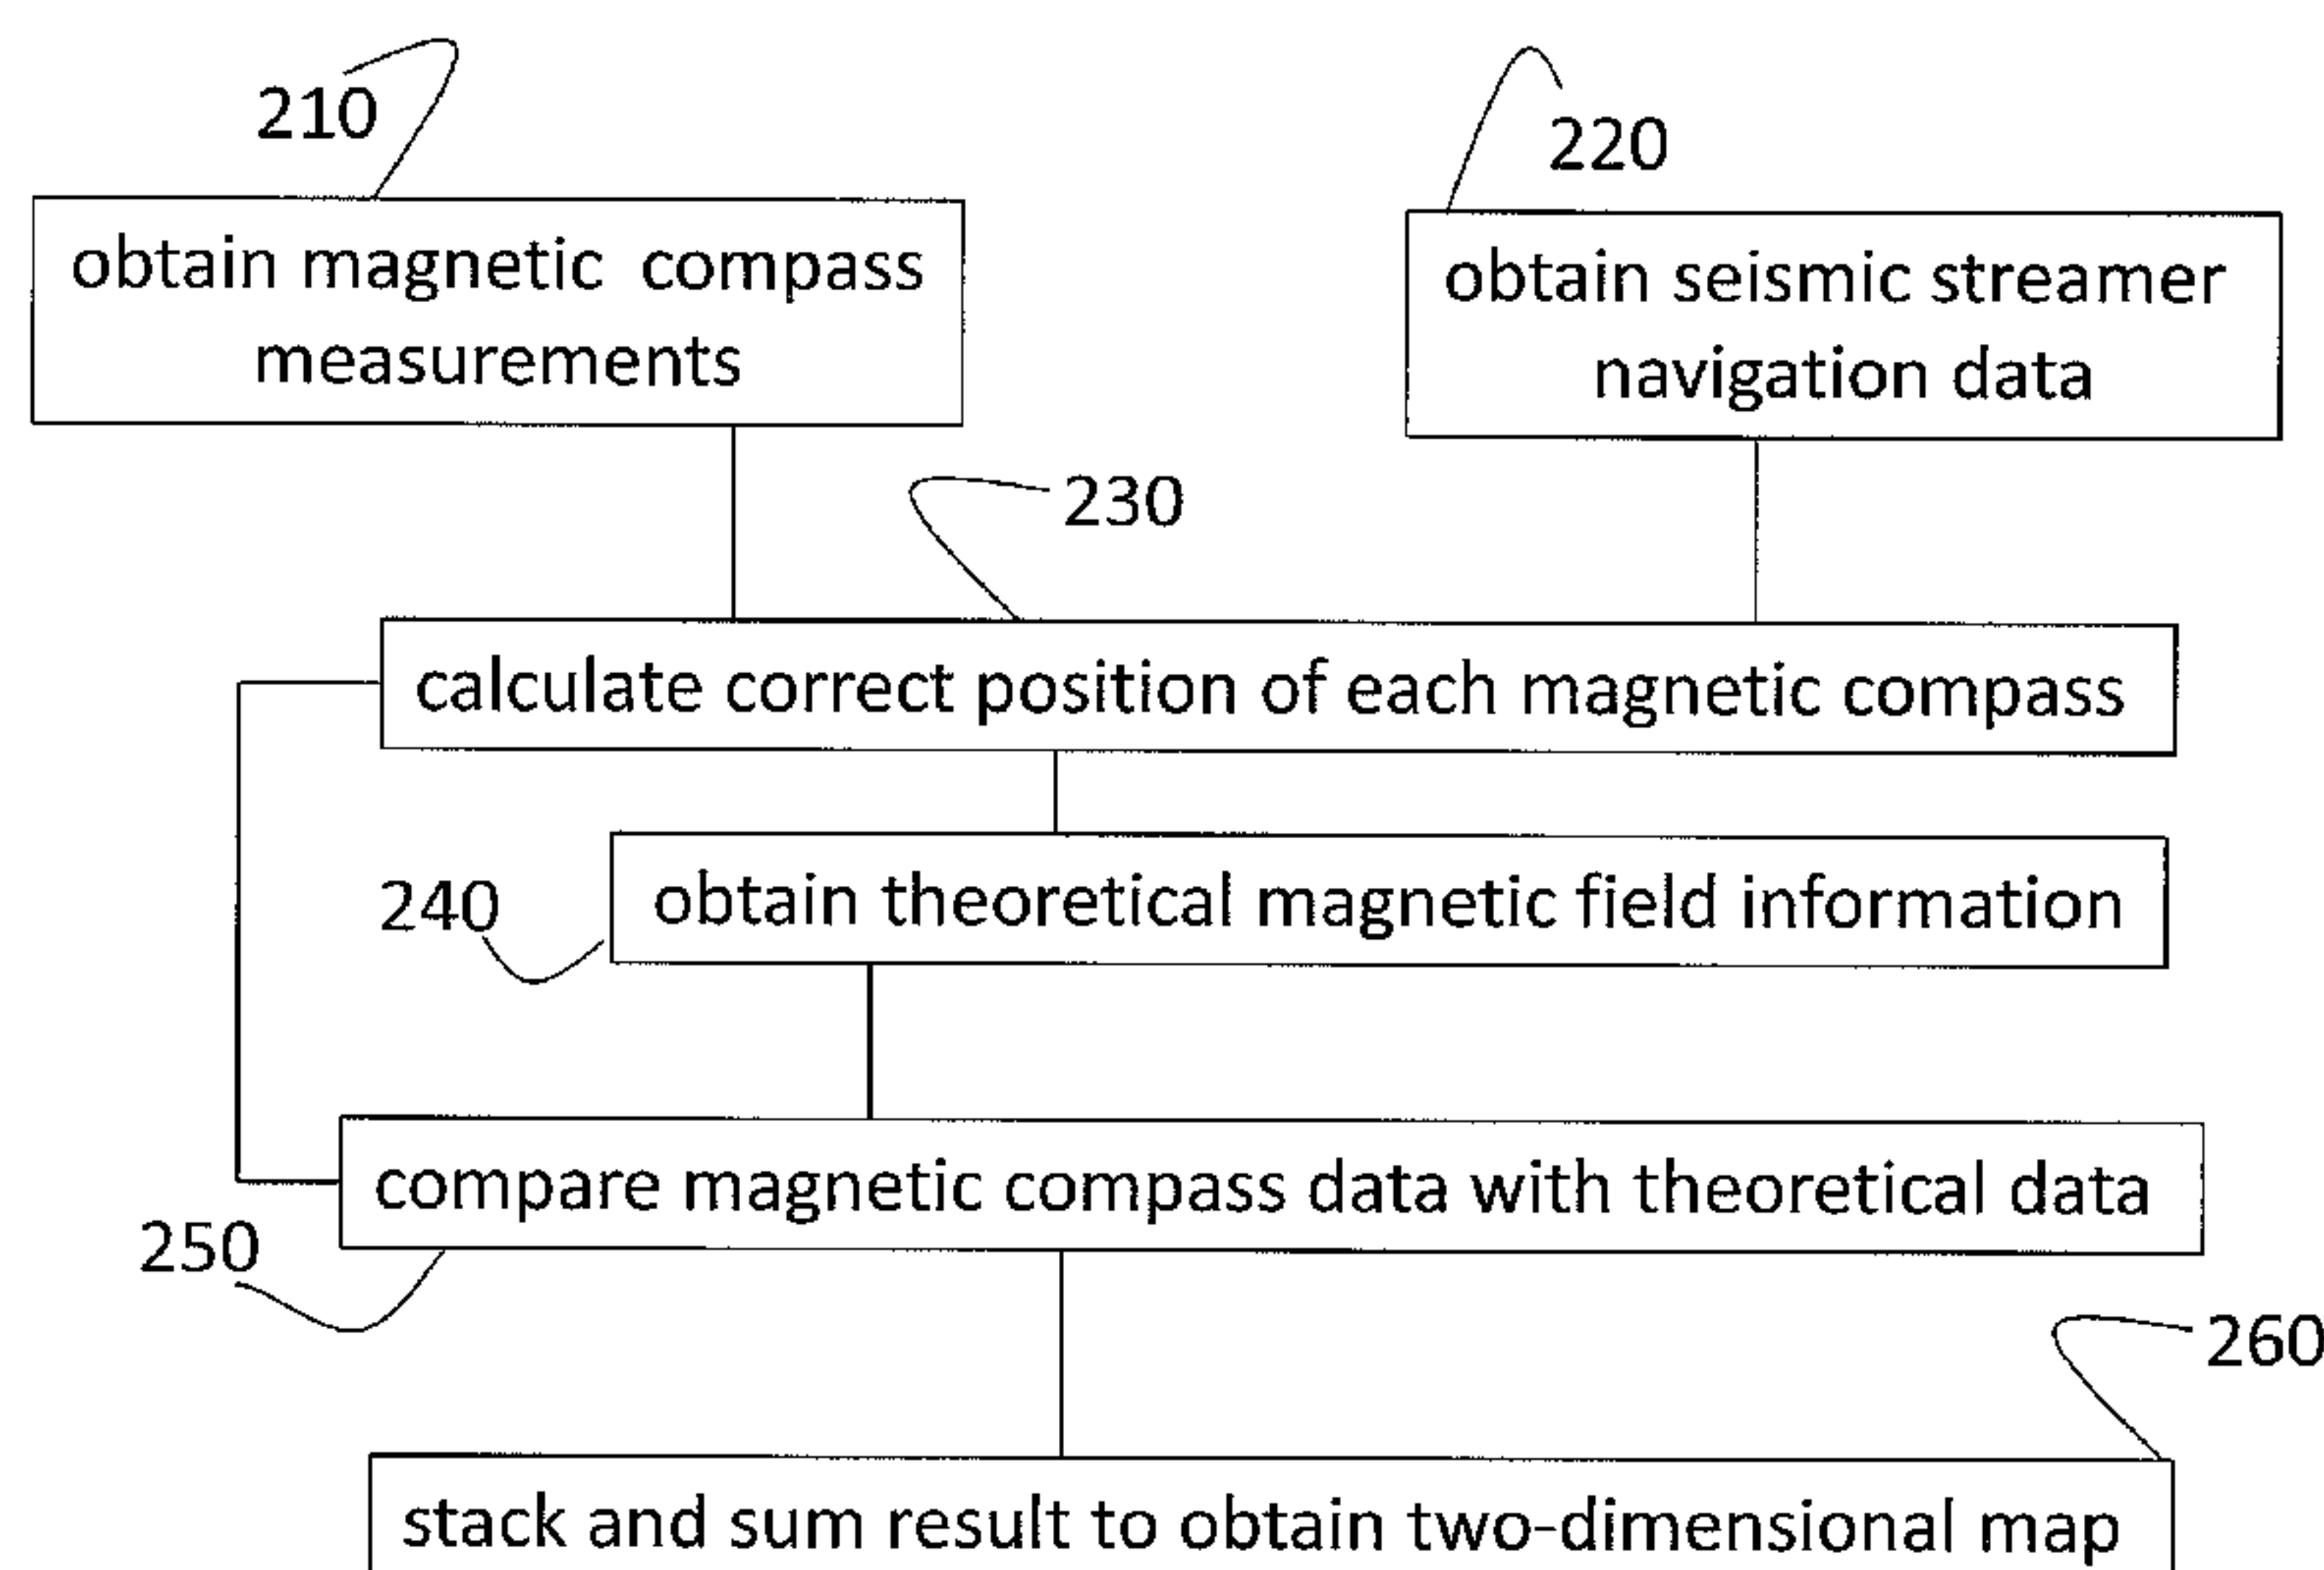 210
220
obtain magnetic compass
measurements
obtain seismic streamer
navigation data
230
calculate correct position of each magnetic compass
240
obtain theoretical magnetic field information
compare magnetic compass data with theoretical data
250
260
stack and sum result to obtain two-dimensional map